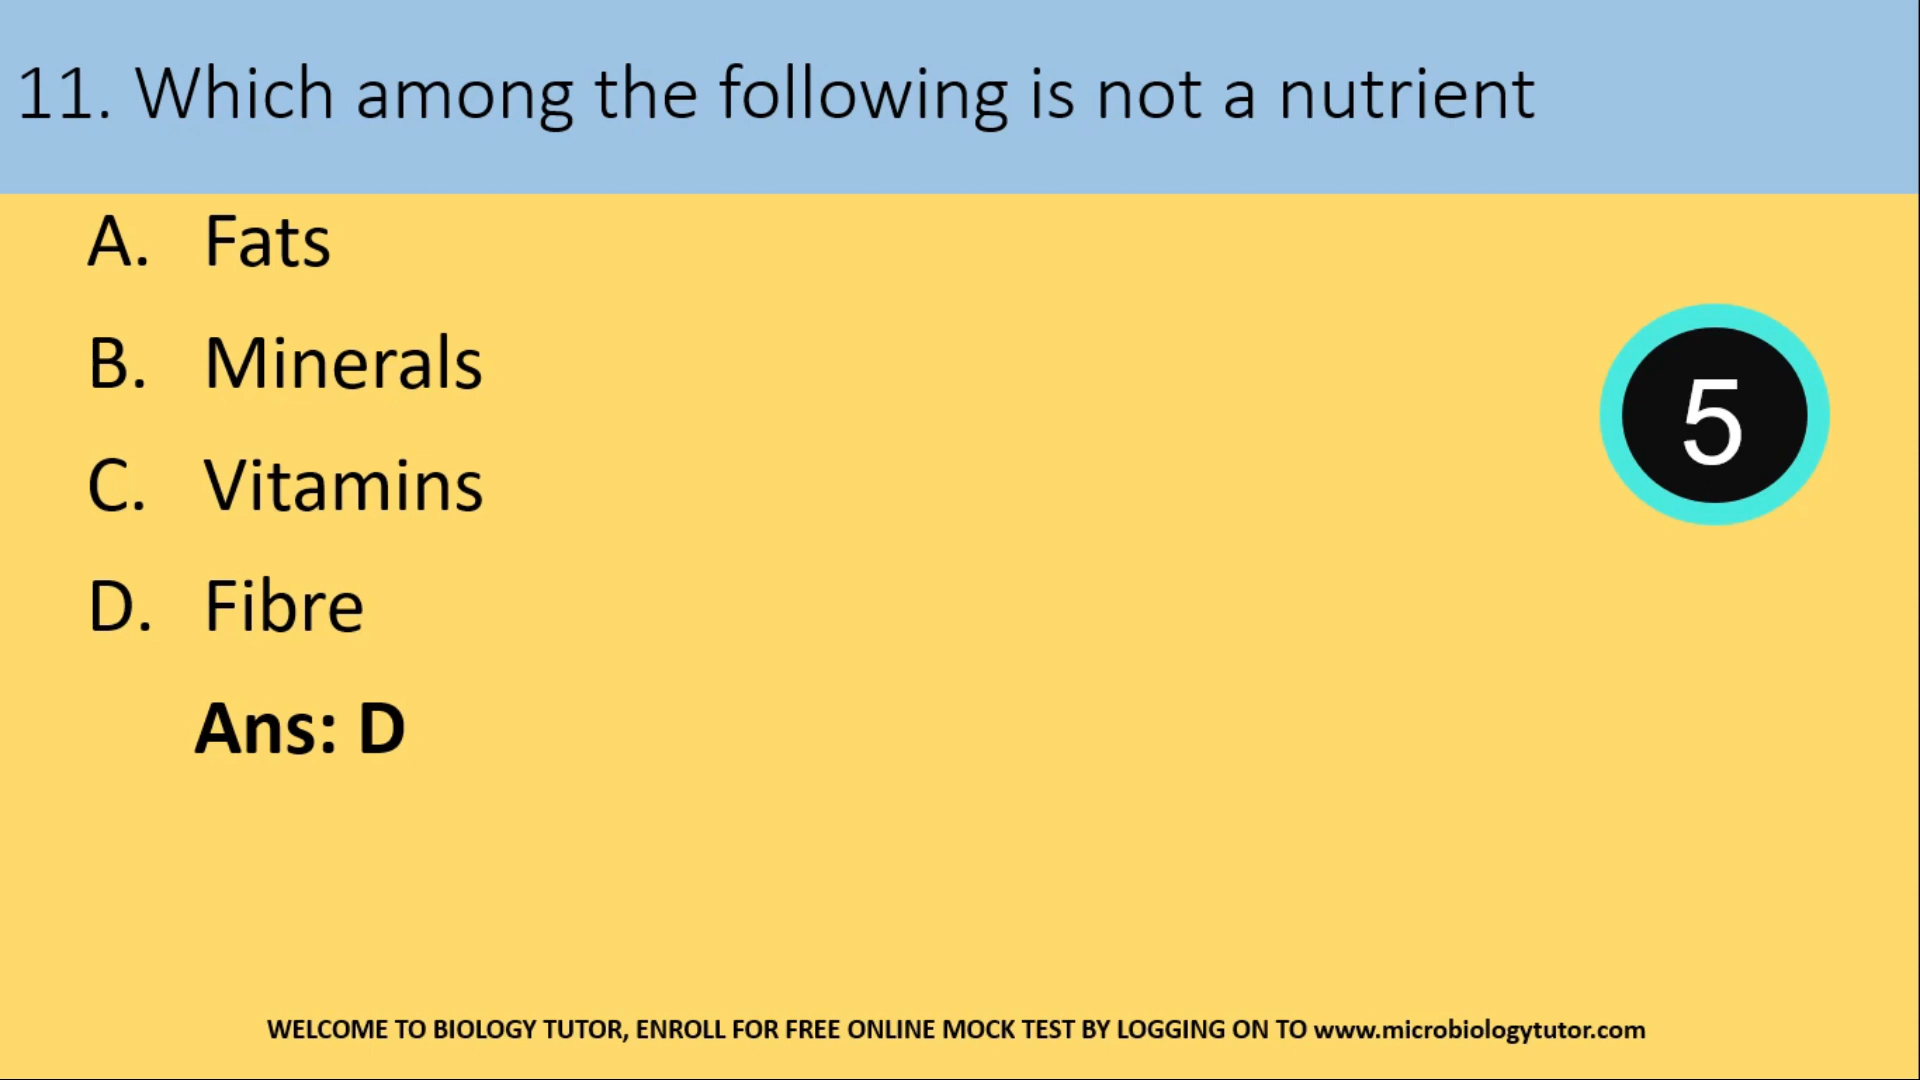 11. Which among the following is not a nutrient
A. Fats
B. Minerals
5
C. Vitamins
D. Fibre
Ans: D
WELCOME TO BIOLOGY TUTOR, ENROLL FOR FREE ONLINE MOCK TEST BY LOGGING ON TO www.microbiologytutor.com